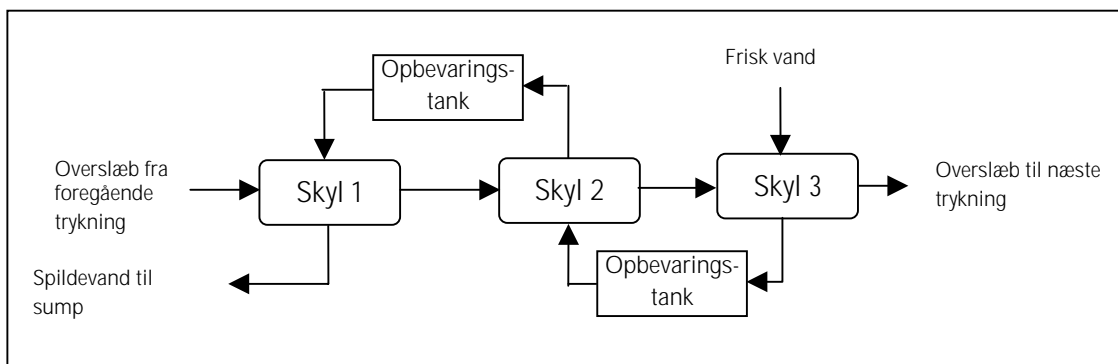 Opbevarings-
tank
Frisk vand
Overslæb fra
foregående
trykning
Skyl 1
Skyl 2
Skyl 3
Overslæb til næste
trykning
Spildevand til
sump
Opbevarings-
tank